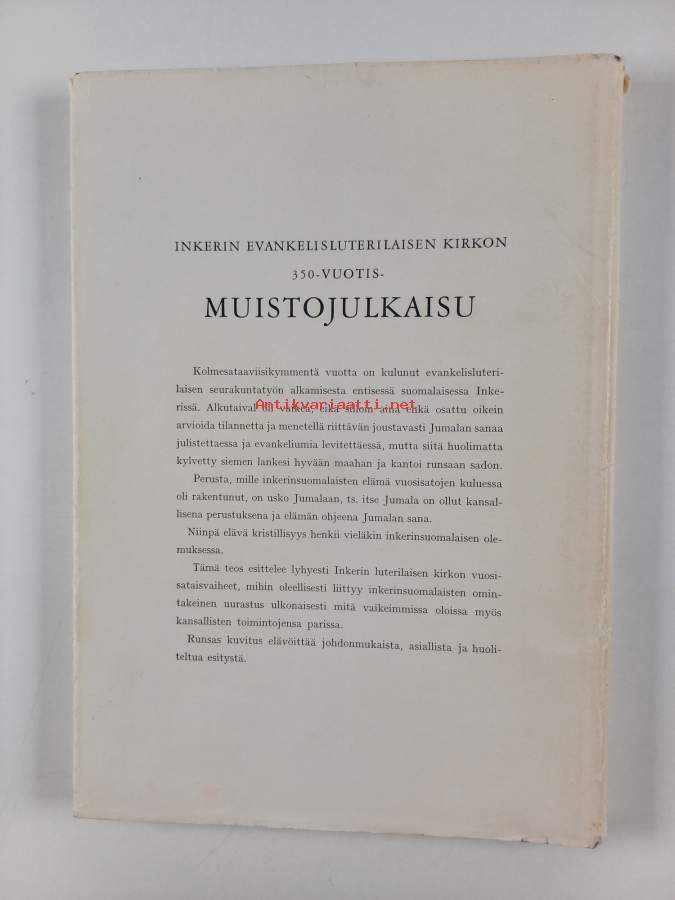 INKERIN EVANKELISLUTERILAISEN KIRKON
350-VUOTIS-
MUISTOJULKAISU
Kolmesataaviisikymmentä vuotta on kulunut evankelisluteri-
laisen seurakuntatyön alkamisesta entisessä suomalaisessa Inke-
rissä. Alkutaival oli vaikea, eikä silloin aina ehkä osattu oikein
Antikvariaatti.net
arvioida tilannetta ja menetellä riittävän joustavasti Jumalan sanaa
julistettaessa ja evankeliumia levitettäessä, mutta siitä huolimatta
kylvetty siemen lankesi hyvään maahan ja kantoi runsaan sadon.
Perusta, mille inkerinsuomalaisten elämä vuosisatojen kuluessa
oli rakentunut, on usko Jumalaan, ts. itse Jumala on ollut kansal-
lisena perustuksena ja elämän ohjeena Jumalan sana.
Niinpä elävä kristillisyys henkii vieläkin inkerinsuomalaisen ole-
muksessa.
Tämä teos esittelee lyhyesti Inkerin luterilaisen kirkon vuosi-
sataisvaiheet, mihin oleellisesti liittyy inkerinsuomalaisten omin-
takeinen uurastus ulkonaisesti mitä vaikeimmissa oloissa myös
kansallisten toimintojensa parissa.
Runsas kuvitus elävöittää johdonmukaista, asiallista ja huoli-
teltua esitystä.